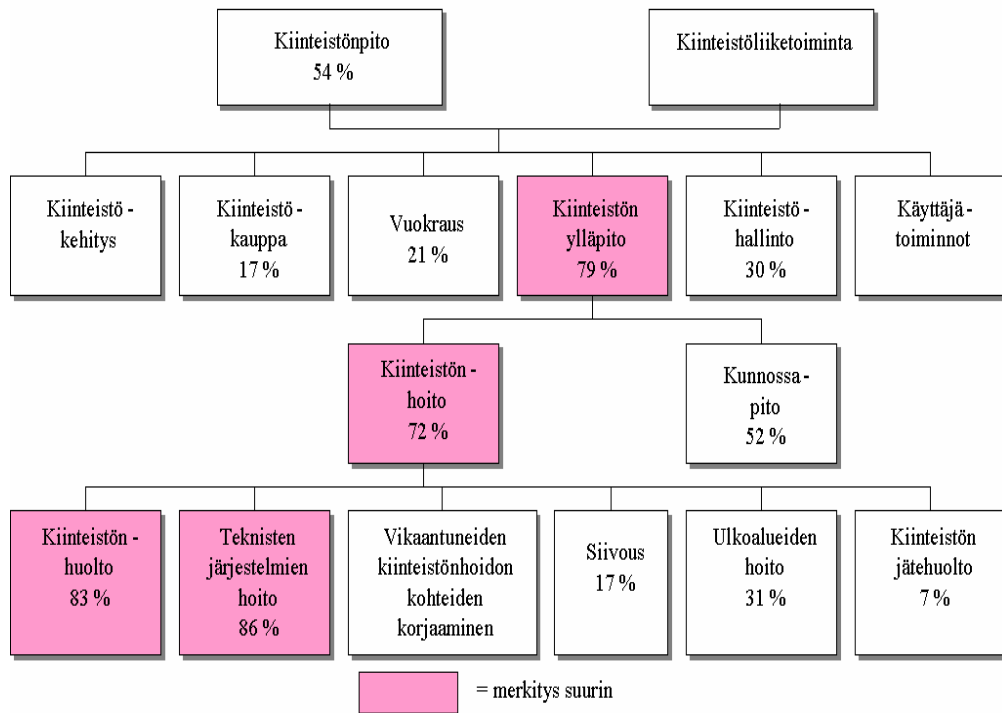 Kiinteistönpito
54 %
Kiinteistöliiketoiminta
Kiinteistö -
kehitys
Kiinteistö -
kauppa
17 %
Vuokraus
21 %
Kiinteistön
ylläpito
79 %
Kiinteistö -
hallinto
30 %
Käyttäjä -
toiminnot
Kiinteistön -
hoito
72 %
Kunnossa -
pito
52 %
Kiinteistön -
huolto
83 %
Teknisten
järjestelmien
hoito
86 %
Vikaantuneiden
kiinteistönhoidon
kohteiden
korjaaminen
Siivous
17 %
Ulkoalueiden
hoito
31 %
Kiinteistön
jätehuolto
7 %
= merkitys suurin